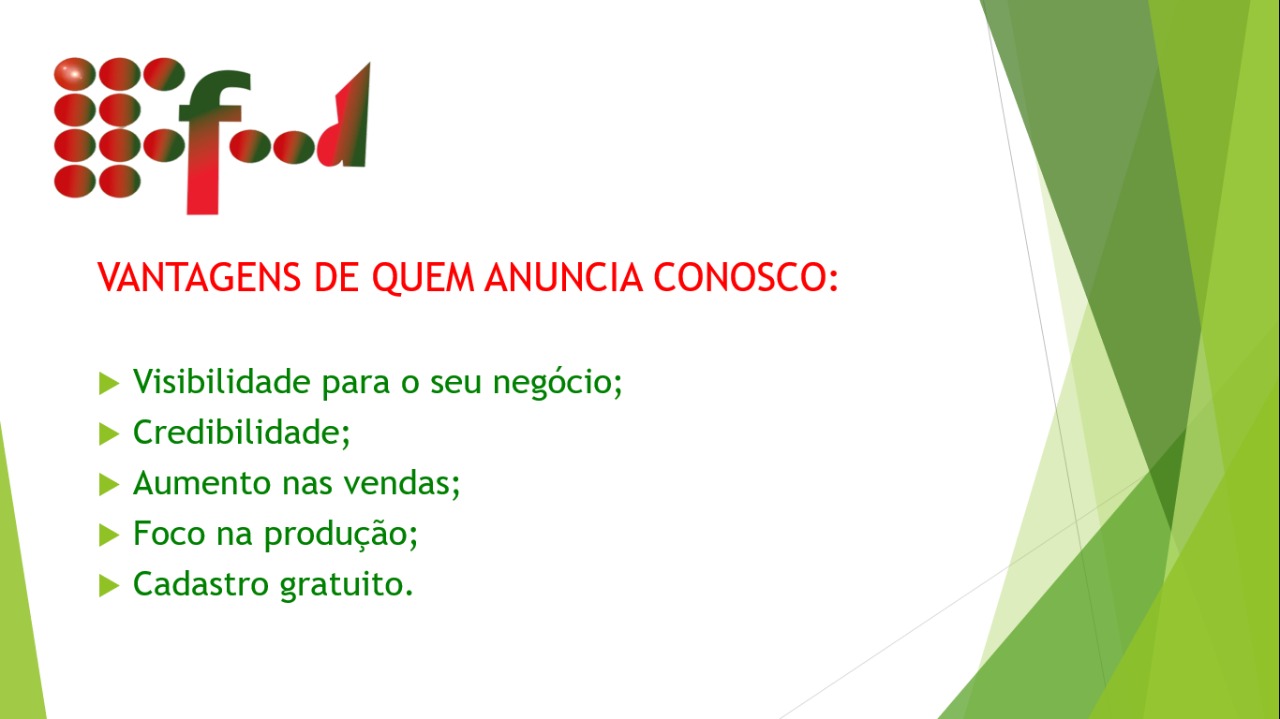 food
VANTAGENS DE QUEM ANUNCIA CONOSCO:
Visibilidade para o seu negócio;
Credibilidade;
Aumento nas vendas;
Foco na produção;
Cadastro gratuito.